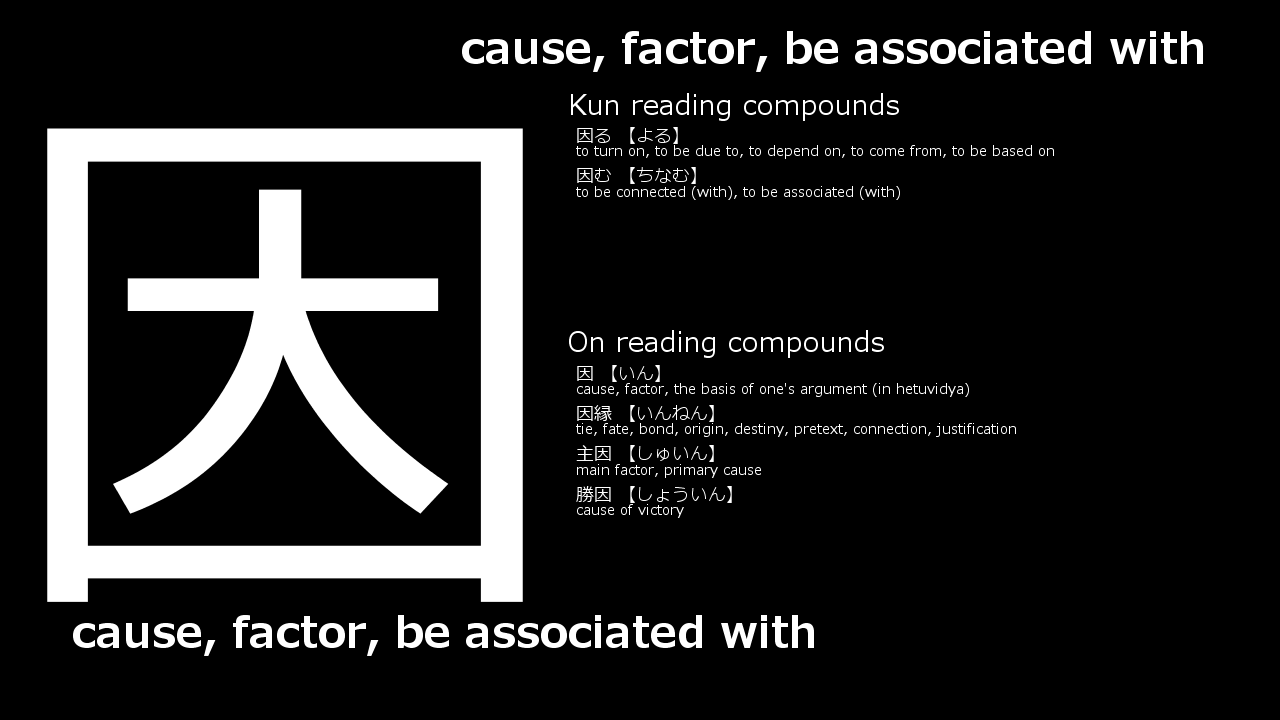 cause, factor, be associated with
因
Kun reading compounds
因る 【よる】
to turn on, to be due to, to depend on, to come from, to be based on
因む 【ちなむ】
to be connected (with), to be associated (with)
On reading compounds
因 【いん】
cause, factor, the basis of one's argument (in hetuvidya)
因縁 【いんねん】
tie, fate, bond, origin, destiny, pretext, connection, justification
主因 【しゅいん】
main factor, primary cause
勝因 【しょういん】
cause of victory
cause, factor, be associated with